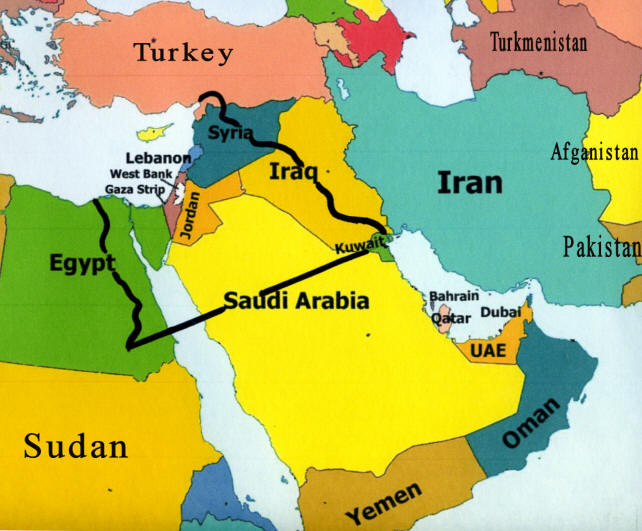 Turkey
Turkmenistan
Syria
Lebanon
West Bank
Gaza Strip
Jordan
Iraq
Iran
Afganistan
Pakistan
Kuwait
Egypt
Saudi Arabia
Bahrain
Qatar
Dubai
UAE
Oman
Sudan
Yemen